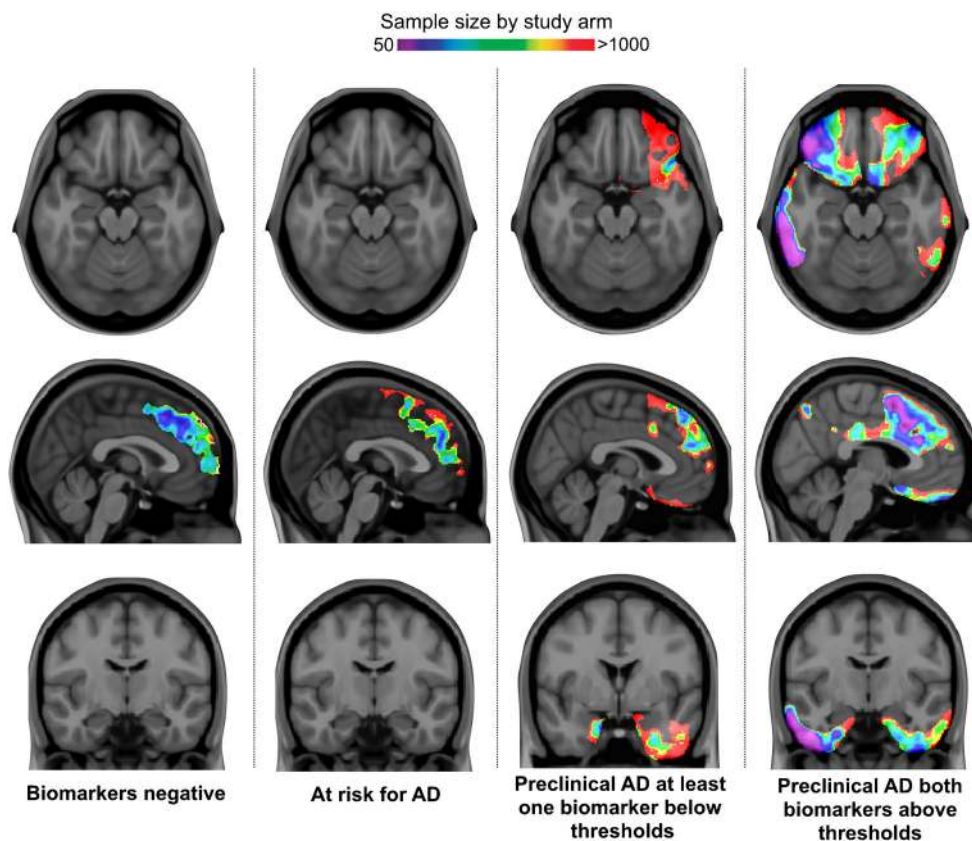 Sample size by study arm
50 >1000
Biomarkers negative
At risk for AD
Preclinical AD at least
one biomarker below
thresholds
Preclinical AD both
biomarkers above
thresholds